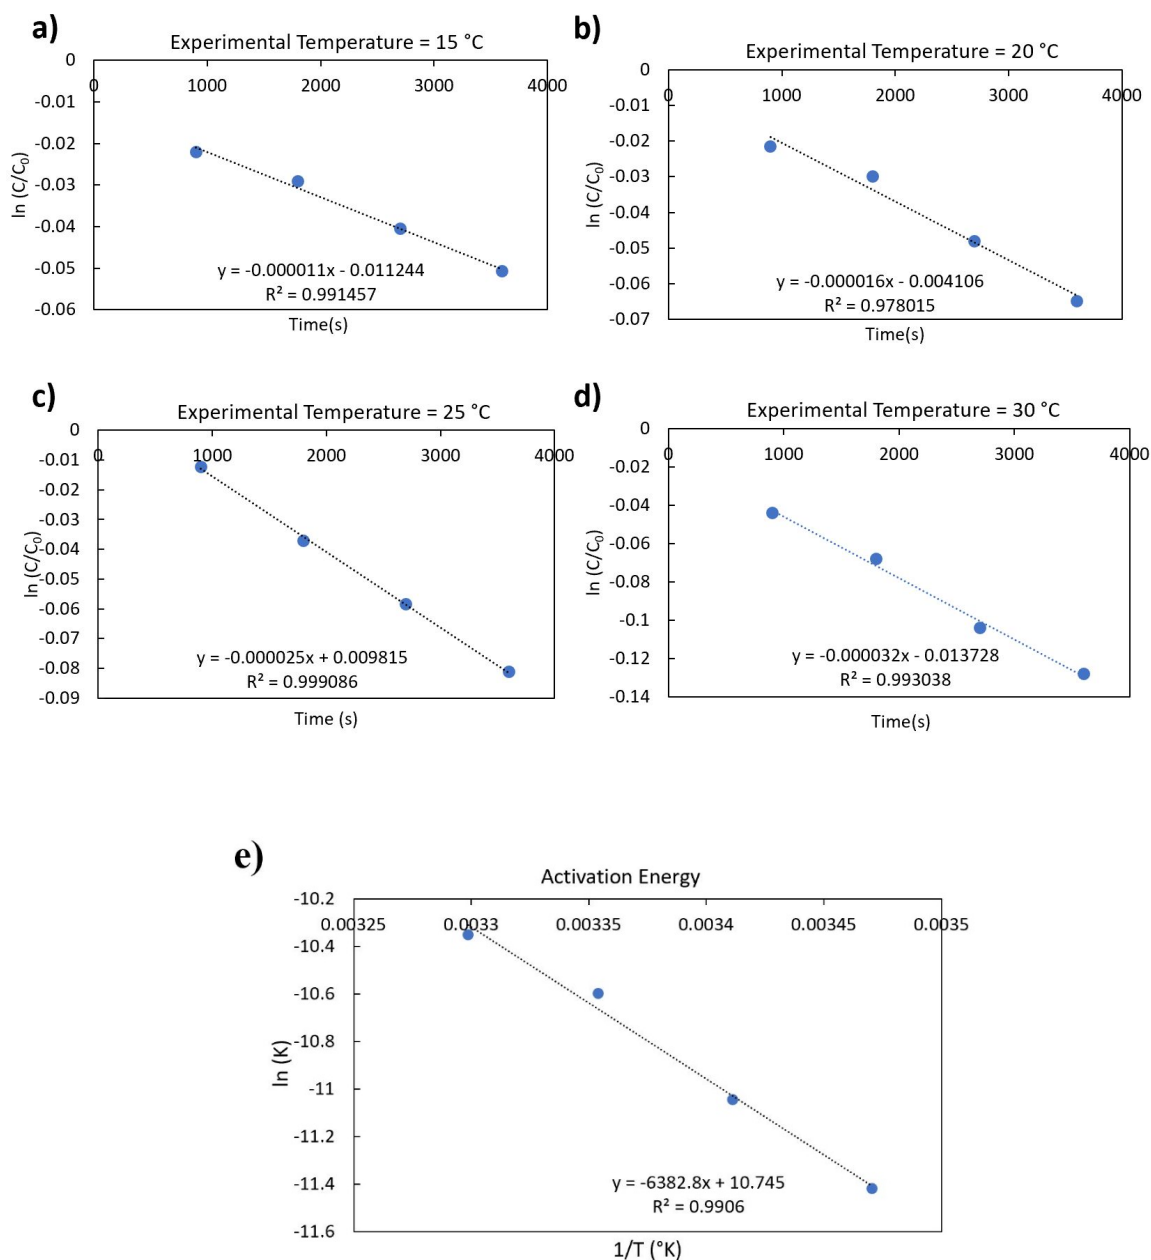 a)
Experimental Temperature = 15 °C
0
0
1000
2000
3000
4000
-0.01
-0.02
-0.03
-0.04
-0.05
-0.06
ln (C/C₀)
y = -0.000011x - 0.011244
R² = 0.991457
Time(s)
b)
Experimental Temperature = 20 °C
0
0
1000
2000
3000
4000
-0.01
-0.02
-0.03
-0.04
-0.05
-0.06
-0.07
ln (C/C₀)
y = -0.000016x - 0.004106
R² = 0.978015
Time(s)
c)
Experimental Temperature = 25 °C
0
0
1000
2000
3000
4000
-0.01
-0.02
-0.03
-0.04
-0.05
-0.06
-0.07
-0.08
-0.09
ln (C/C₀)
y = -0.000025x + 0.009815
R² = 0.999086
Time (s)
d)
Experimental Temperature = 30 °C
0
0
1000
2000
3000
4000
-0.02
-0.04
-0.06
-0.08
-0.1
-0.12
-0.14
ln (C/C₀)
y = -0.000032x - 0.013728
R² = 0.993038
Time(s)
e)
Activation Energy
-10.2
0.00325
0.0033
0.00335
0.0034
0.00345
0.0035
-10.4
-10.6
-10.8
-11
-11.2
-11.4
-11.6
ln (K)
y = -6382.8x + 10.745
R² = 0.9906
1/T (°K)